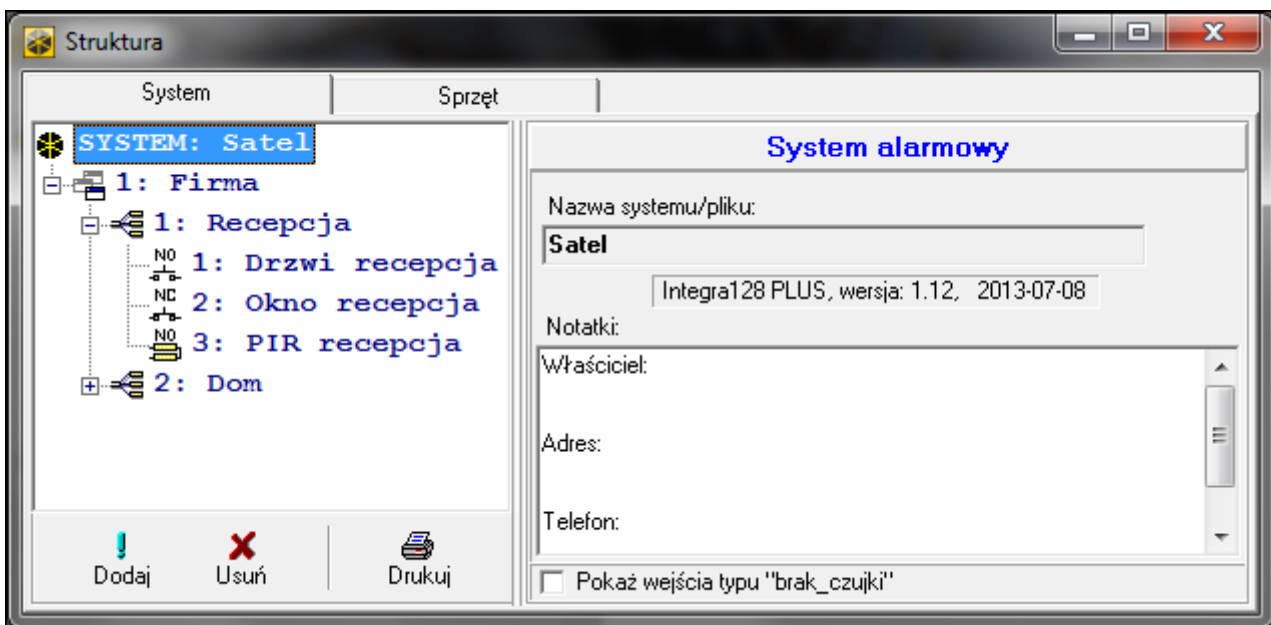 Struktura
System
Sprzęt
SYSTEM: Satel
1: Firma
1: Recepcja
NO
1: Drzwi recepcja
NC
2: Okno recepcja
NO
3: PIR recepcja
2: Dom
Dodaj
Usuń
Drukuj
System alarmowy
Nazwa systemu/pliku:
Satel
Integra128 PLUS, wersja: 1.12, 2013-07-08
Notatki:
Właściciel:
Adres:
Telefon:
Pokaż wejścia typu "brak_czujki"